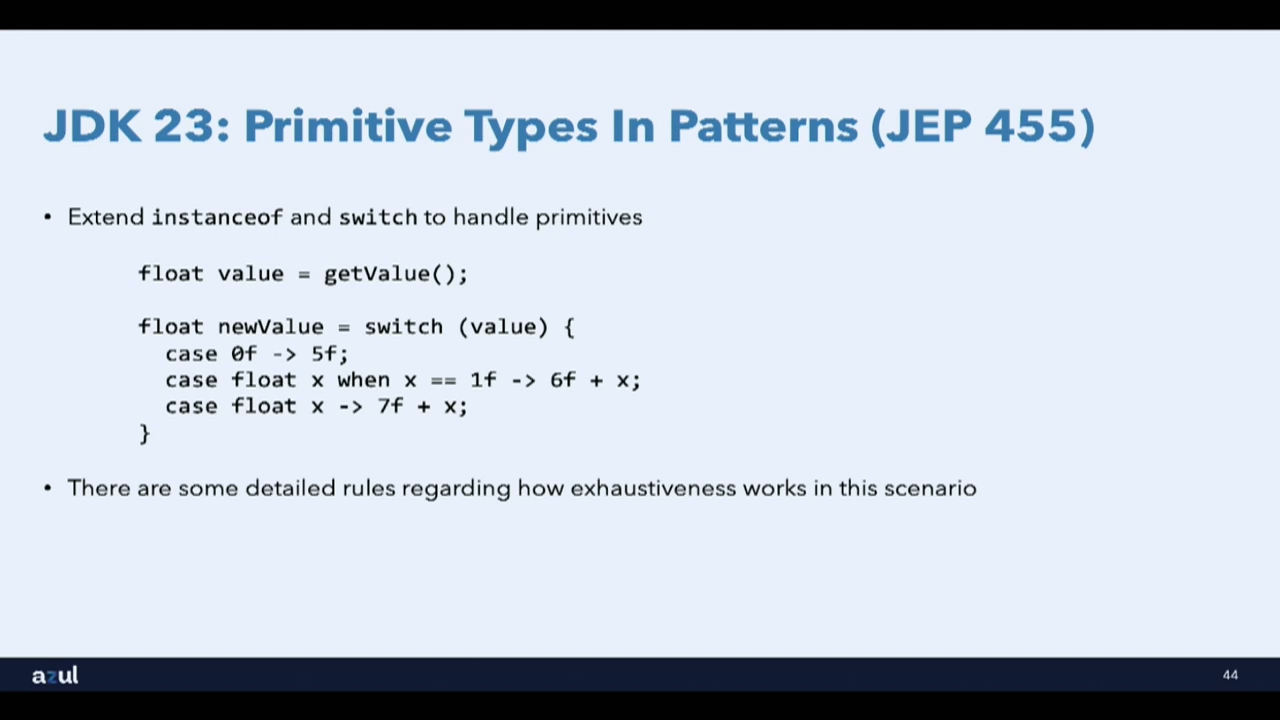 JDK 23: Primitive Types In Patterns (JEP 455)
• Extend instanceof and switch to handle primitives
float value = getValue();
float newValue = switch (value) {
case 0f -> 5f;
case float x when x == 1f -> 6f + x;
case float x -> 7f + x;
}
• There are some detailed rules regarding how exhaustiveness works in this scenario
azul
44